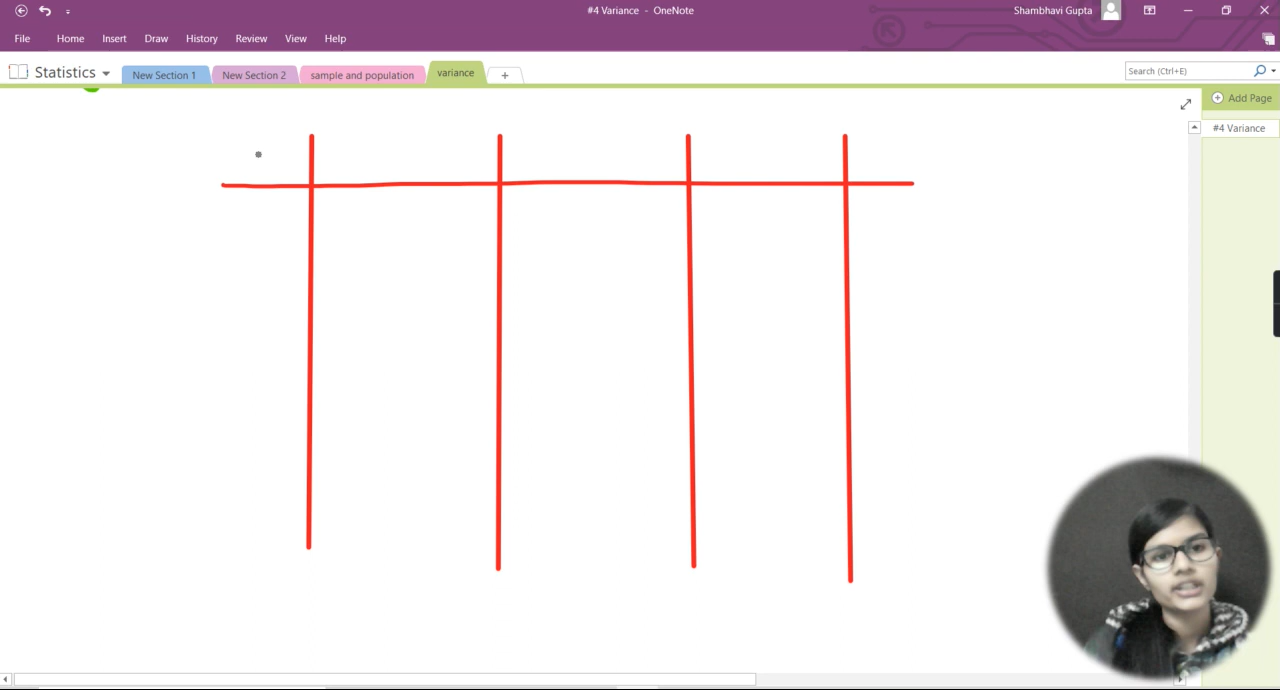 #4 Variance - OneNote
Shambhavi Gupta
File Home Insert Draw History Review View Help
Statistics New Section 1 New Section 2 sample and population variance +
Search (Ctrl+E)
Add Page
#4 Variance